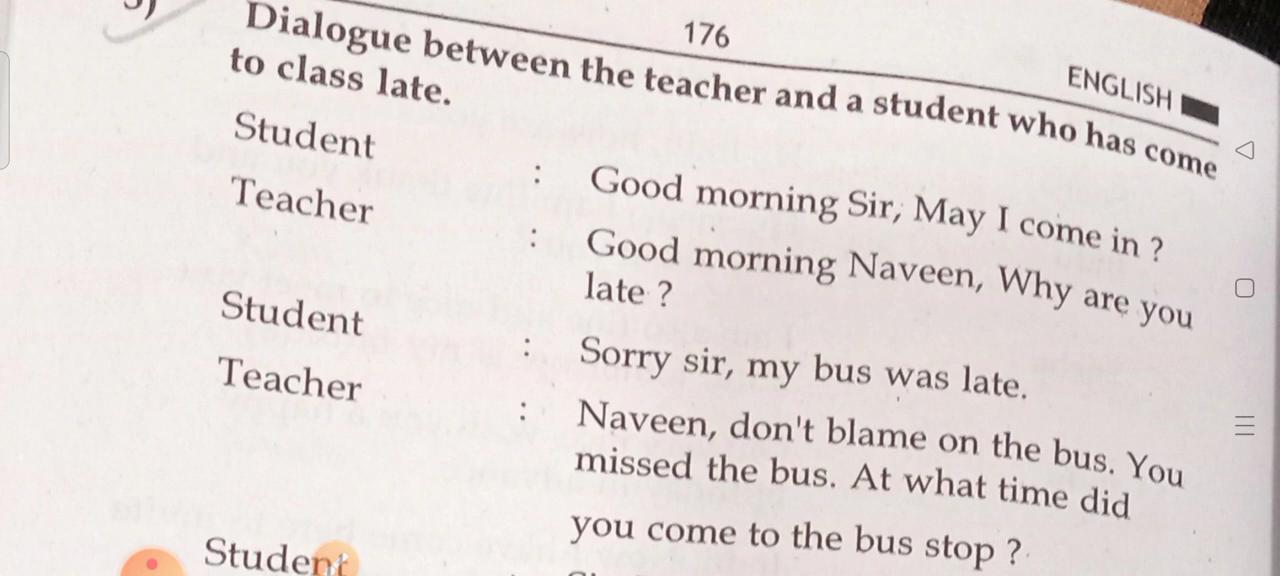 176
ENGLISH
Dialogue between the teacher and a student who has come
to class late.
Student : Good morning Sir, May I come in ?
Teacher : Good morning Naveen, Why are you
late ?
Student : Sorry sir, my bus was late.
Teacher : Naveen, don't blame on the bus. You
missed the bus. At what time did
you come to the bus stop ?
Student